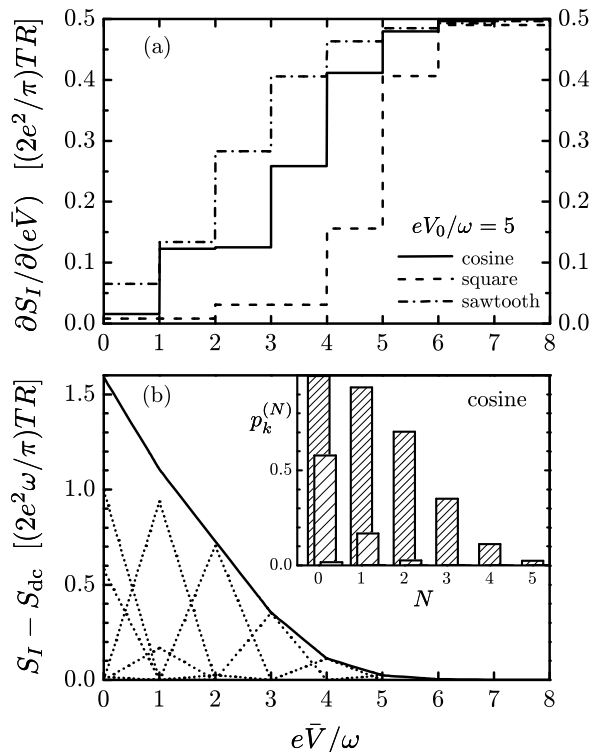 0.5 0.5
(a)
0.4 0.4
0.3 0.3
0.2 0.2
0.1 0.1
0.0 0.0
∂S_I/∂(eV̄) [(2e²/π)TR]
eV₀/ω = 5
cosine
square
sawtooth
0 1 2 3 4 5 6 7 8
(b)
1.5
1.0
0.5
0.0
S_I − S_dc [(2e²ω/π)TR]
cosine
p_k^(N)
0.5
0.0
0 1 2 3 4 5
N
0 1 2 3 4 5 6 7 8
eV̄/ω